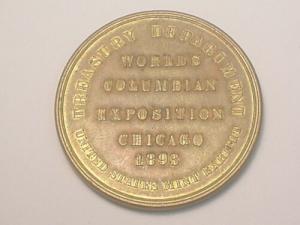 TREASURY DEPARTMENT
WORLDS
COLUMBIAN
EXPOSITION
CHICAGO
1893
UNITED STATES MINT EXHIBIT